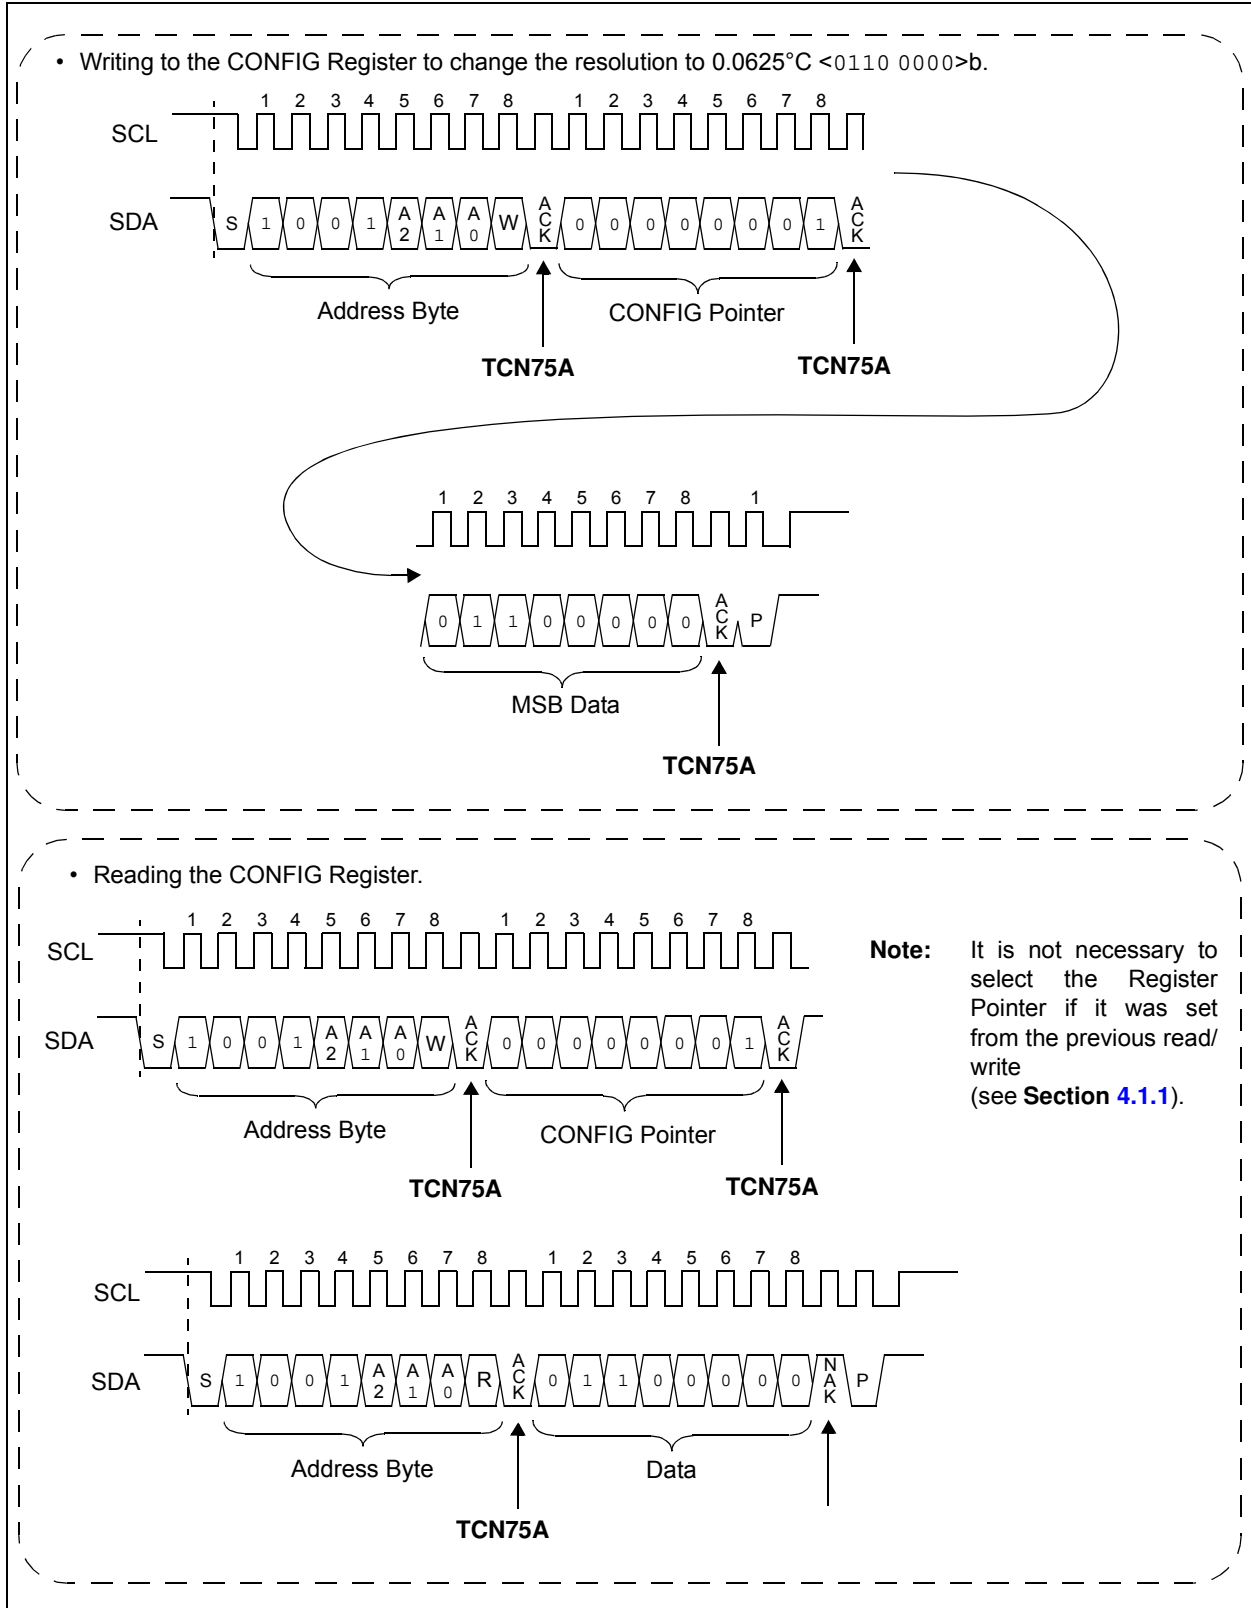 • Writing to the CONFIG Register to change the resolution to 0.0625°C <0110 0000>b.
1 2 3 4 5 6 7 8 1 2 3 4 5 6 7 8
SCL
SDA S 1 0 0 1 A2 A1 A0 W ACK 0 0 0 0 0 0 0 1 ACK
Address Byte CONFIG Pointer
TCN75A TCN75A
1 2 3 4 5 6 7 8 1
0 1 1 0 0 0 0 0 ACK P
MSB Data
TCN75A
• Reading the CONFIG Register.
1 2 3 4 5 6 7 8 1 2 3 4 5 6 7 8
SCL
SDA S 1 0 0 1 A2 A1 A0 W ACK 0 0 0 0 0 0 0 1 ACK
Address Byte CONFIG Pointer
TCN75A TCN75A
Note: It is not necessary to
select the Register
Pointer if it was set
from the previous read/
write
(see Section 4.1.1).
1 2 3 4 5 6 7 8 1 2 3 4 5 6 7 8
SCL
SDA S 1 0 0 1 A2 A1 A0 R ACK 0 1 1 0 0 0 0 0 NAK P
Address Byte Data
TCN75A